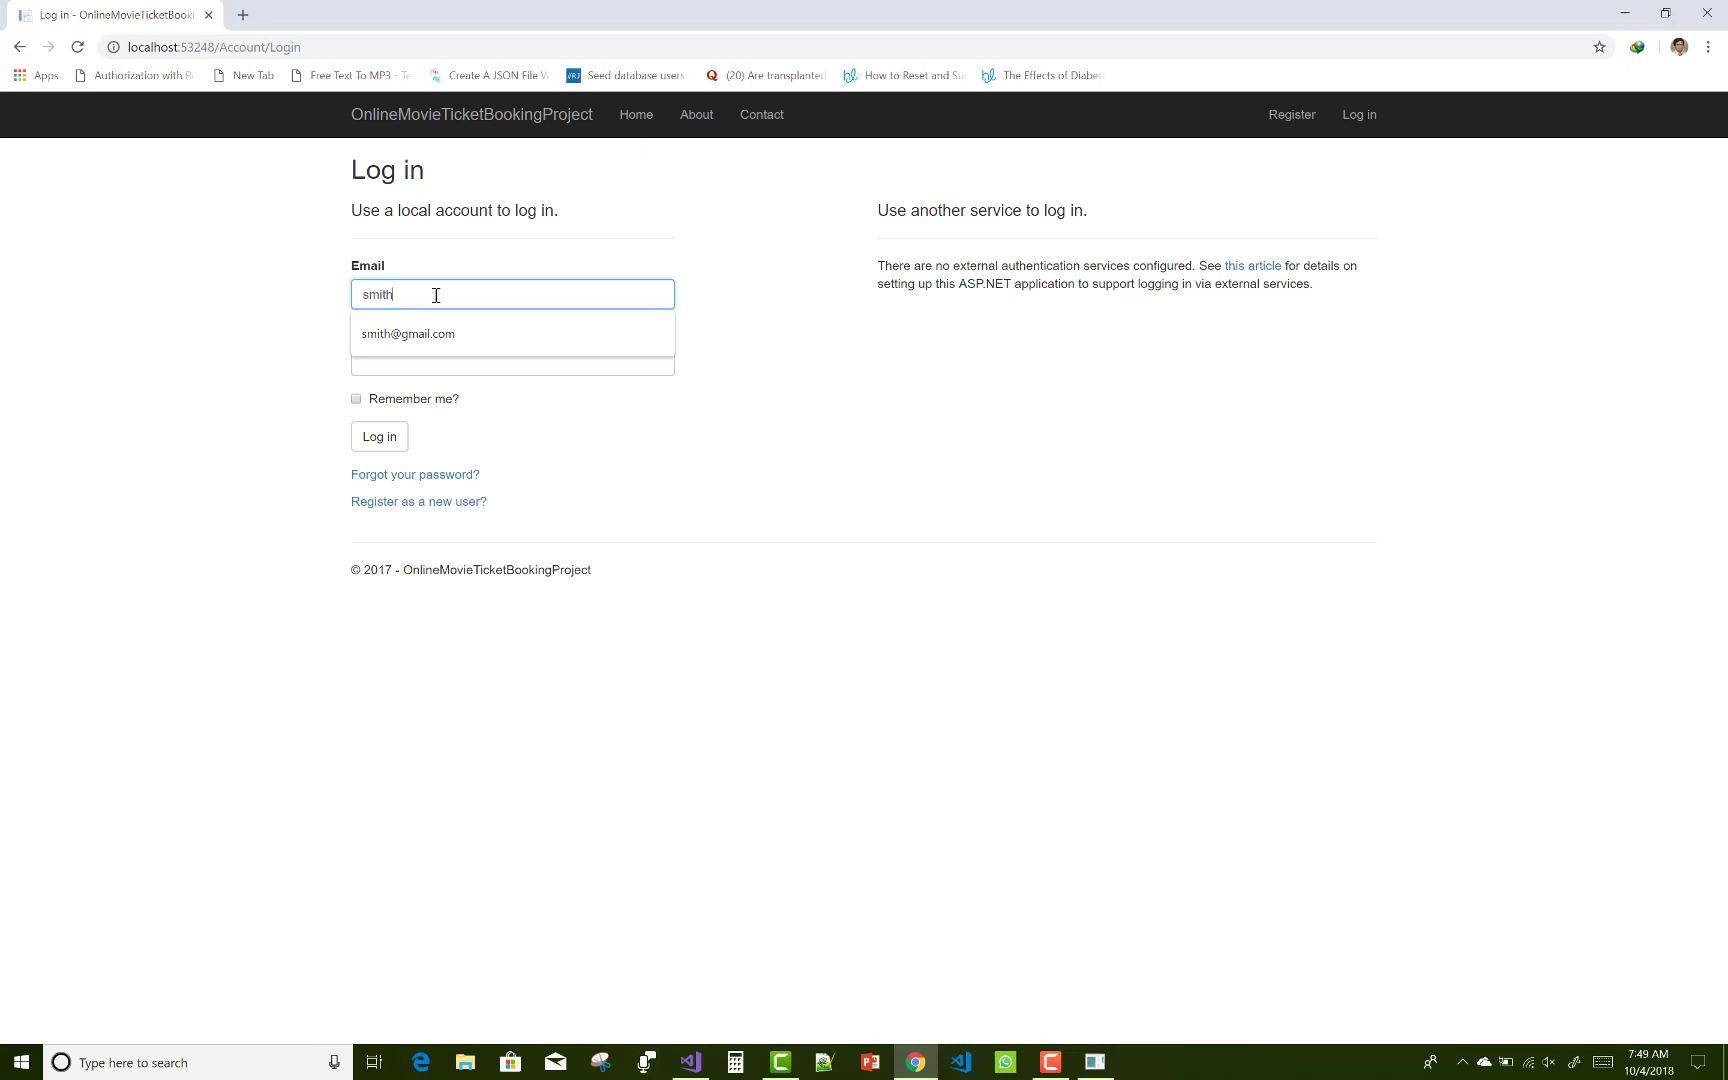 Log in - OnlineMovieTicketBooki
localhost:53248/Account/Login
Apps
Authorization with R
New Tab
Free Text To MP3 - Te
Create A JSON File W
Seed database users
(20) Are transplanted
How to Reset and Su
The Effects of Diabet
OnlineMovieTicketBookingProject
Home
About
Contact
Register
Log in
Log in
Use a local account to log in.
Use another service to log in.
Email
smith
smith@gmail.com
There are no external authentication services configured. See this article for details on
setting up this ASP.NET application to support logging in via external services.
Remember me?
Log in
Forgot your password?
Register as a new user?
© 2017 - OnlineMovieTicketBookingProject
Type here to search
7:49 AM
10/4/2018